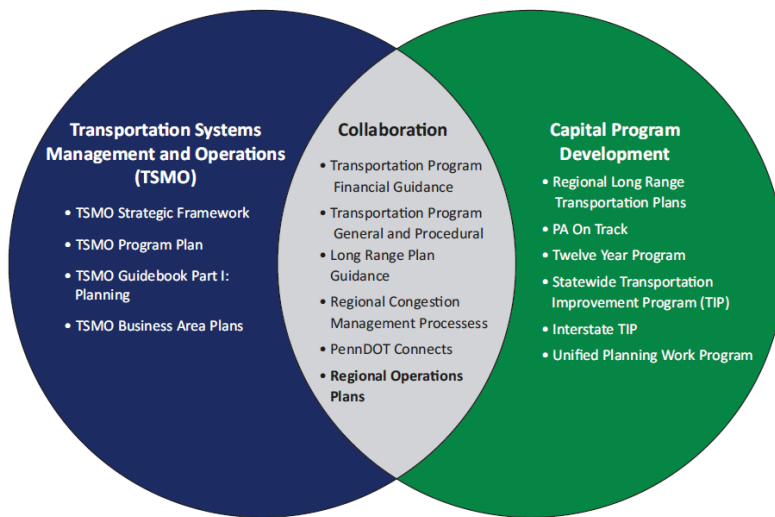 Transportation Systems
Management and Operations
(TSMO)
• TSMO Strategic Framework
• TSMO Program Plan
• TSMO Guidebook Part I:
Planning
• TSMO Business Area Plans
Collaboration
• Transportation Program
Financial Guidance
• Transportation Program
General and Procedural
• Long Range Plan
Guidance
• Regional Congestion
Management Processess
• PennDOT Connects
• Regional Operations
Plans
Capital Program
Development
• Regional Long Range
Transportation Plans
• PA On Track
• Twelve Year Program
• Statewide Transportation
Improvement Program (TIP)
• Interstate TIP
• Unified Planning Work Program